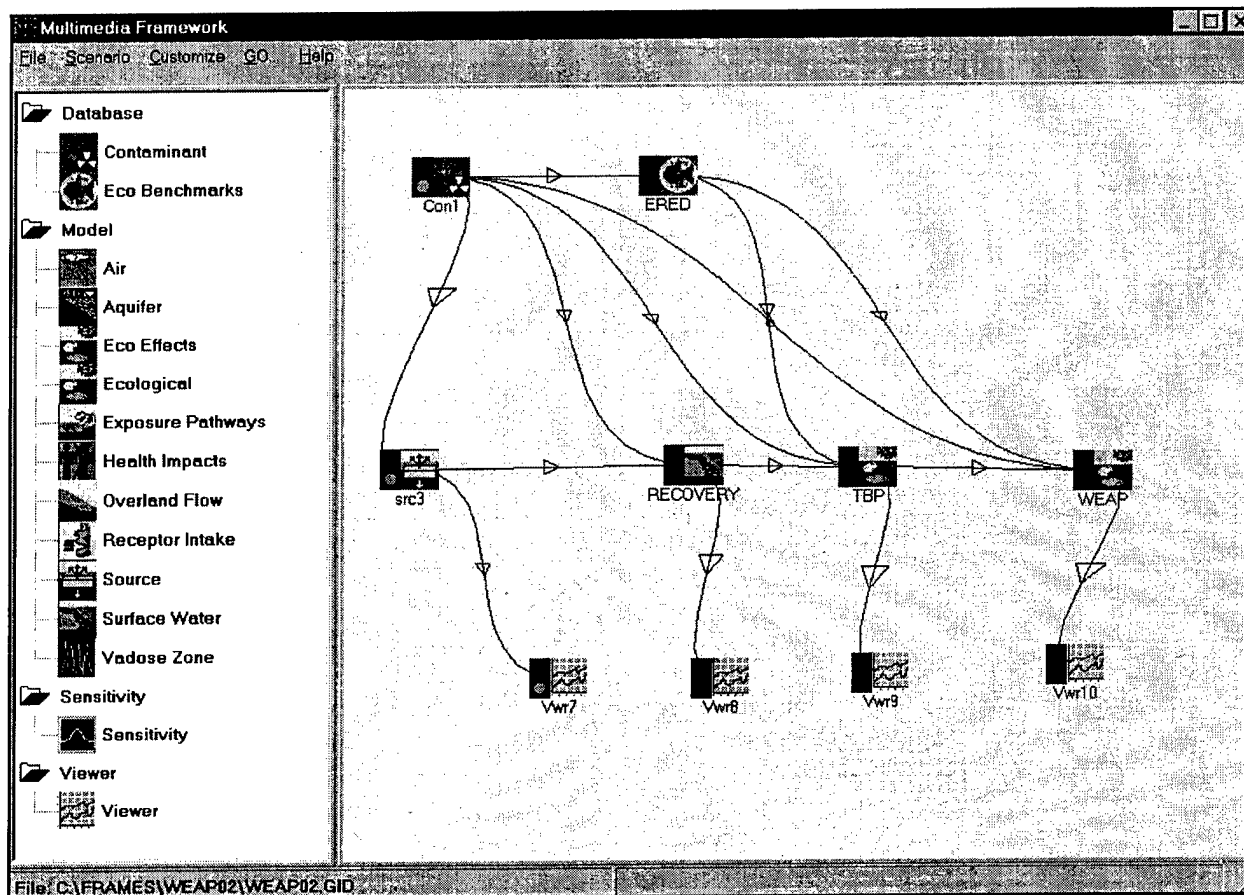 Multimedia Framework
File Scenario Customize GO.. Help
Database
Contaminant
Eco Benchmarks
Model
Air
Aquifer
Eco Effects
Ecological
Exposure Pathways
Health Impacts
Overland Flow
Receptor Intake
Source
Surface Water
Vadose Zone
Sensitivity
Sensitivity
Viewer
Viewer
Con1
ERED
src3
RECOVERY
TBP
WEAP
Vwr7
Vwr8
Vwr9
Vwr10
File: C:\FRAMES\WEAP02\WEAP02.GID